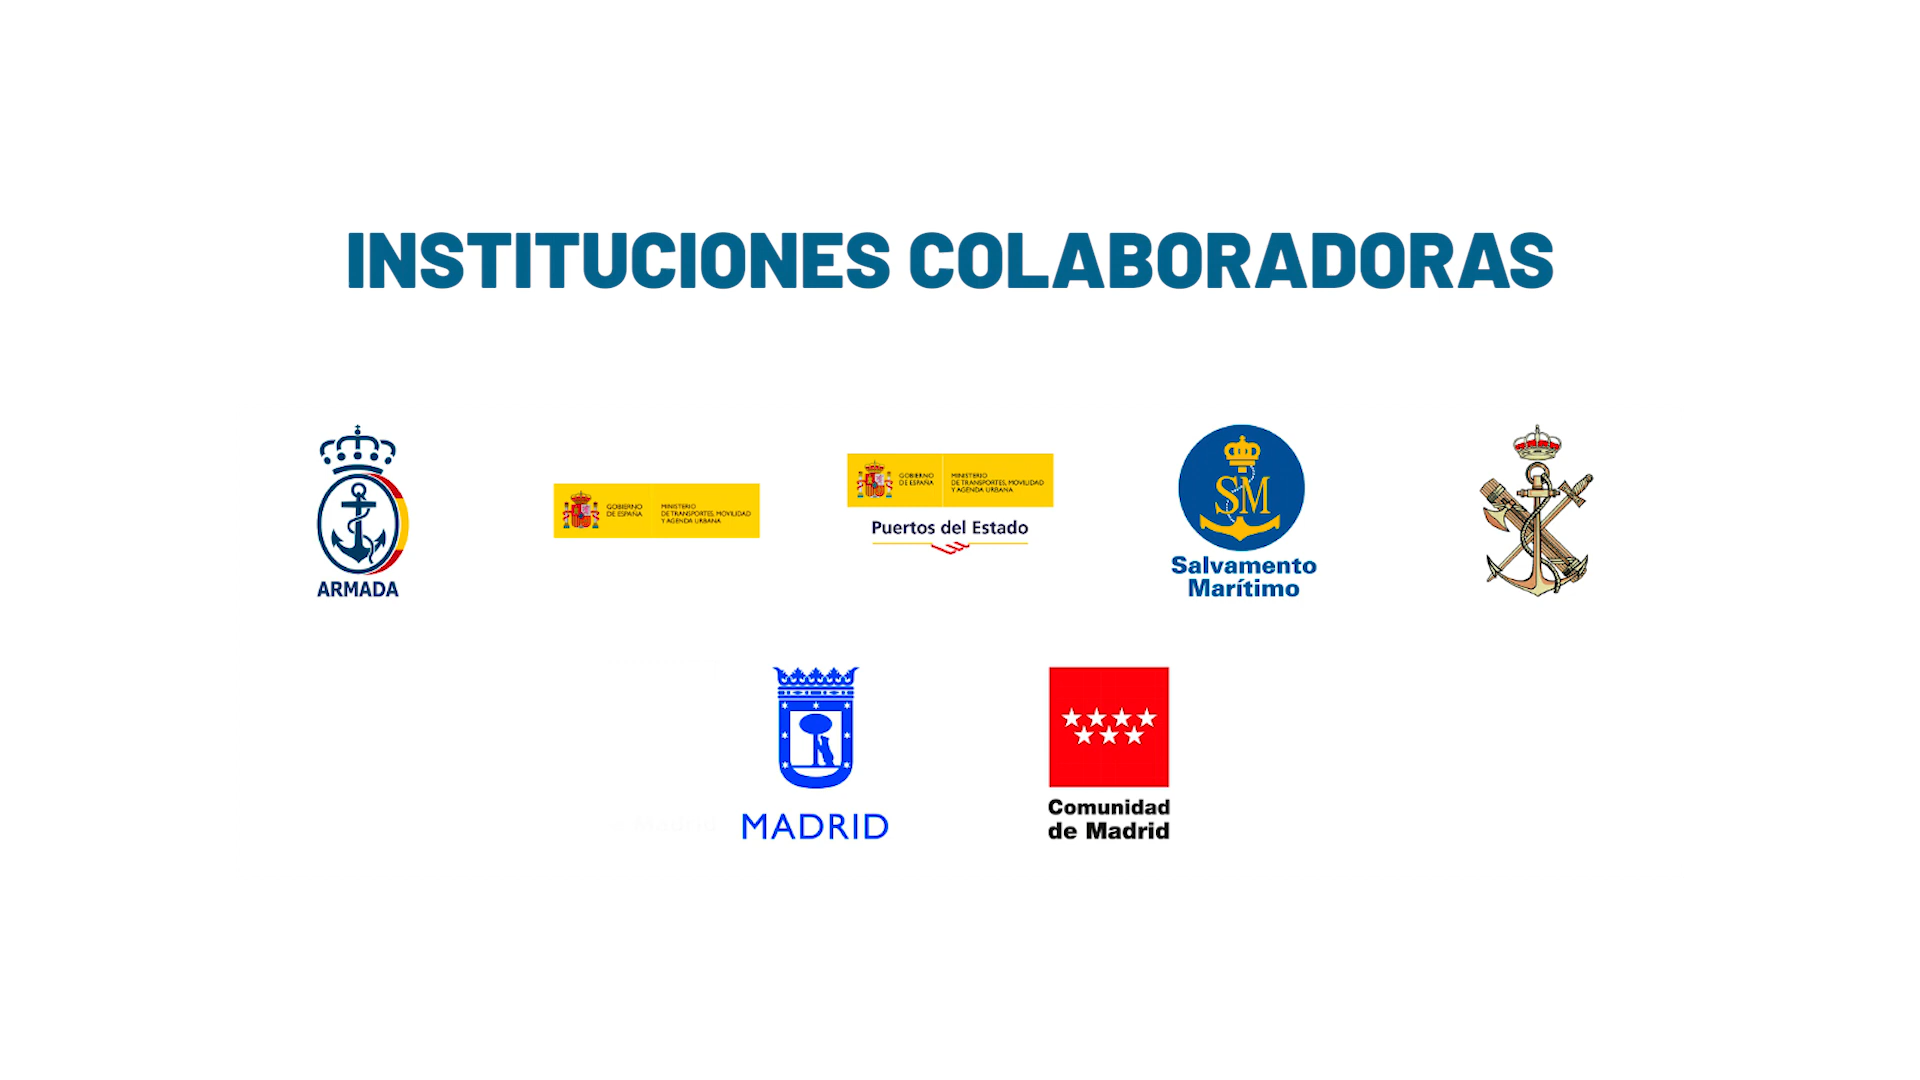 INSTITUCIONES COLABORADORAS
ARMADA
GOBIERNO
DE ESPAÑA
MINISTERIO
DE TRANSPORTES, MOVILIDAD
Y AGENDA URBANA
GOBIERNO
DE ESPAÑA
MINISTERIO
DE TRANSPORTES, MOVILIDAD
Y AGENDA URBANA
Puertos del Estado
SM
Salvamento
Marítimo
MADRID
Comunidad
de Madrid